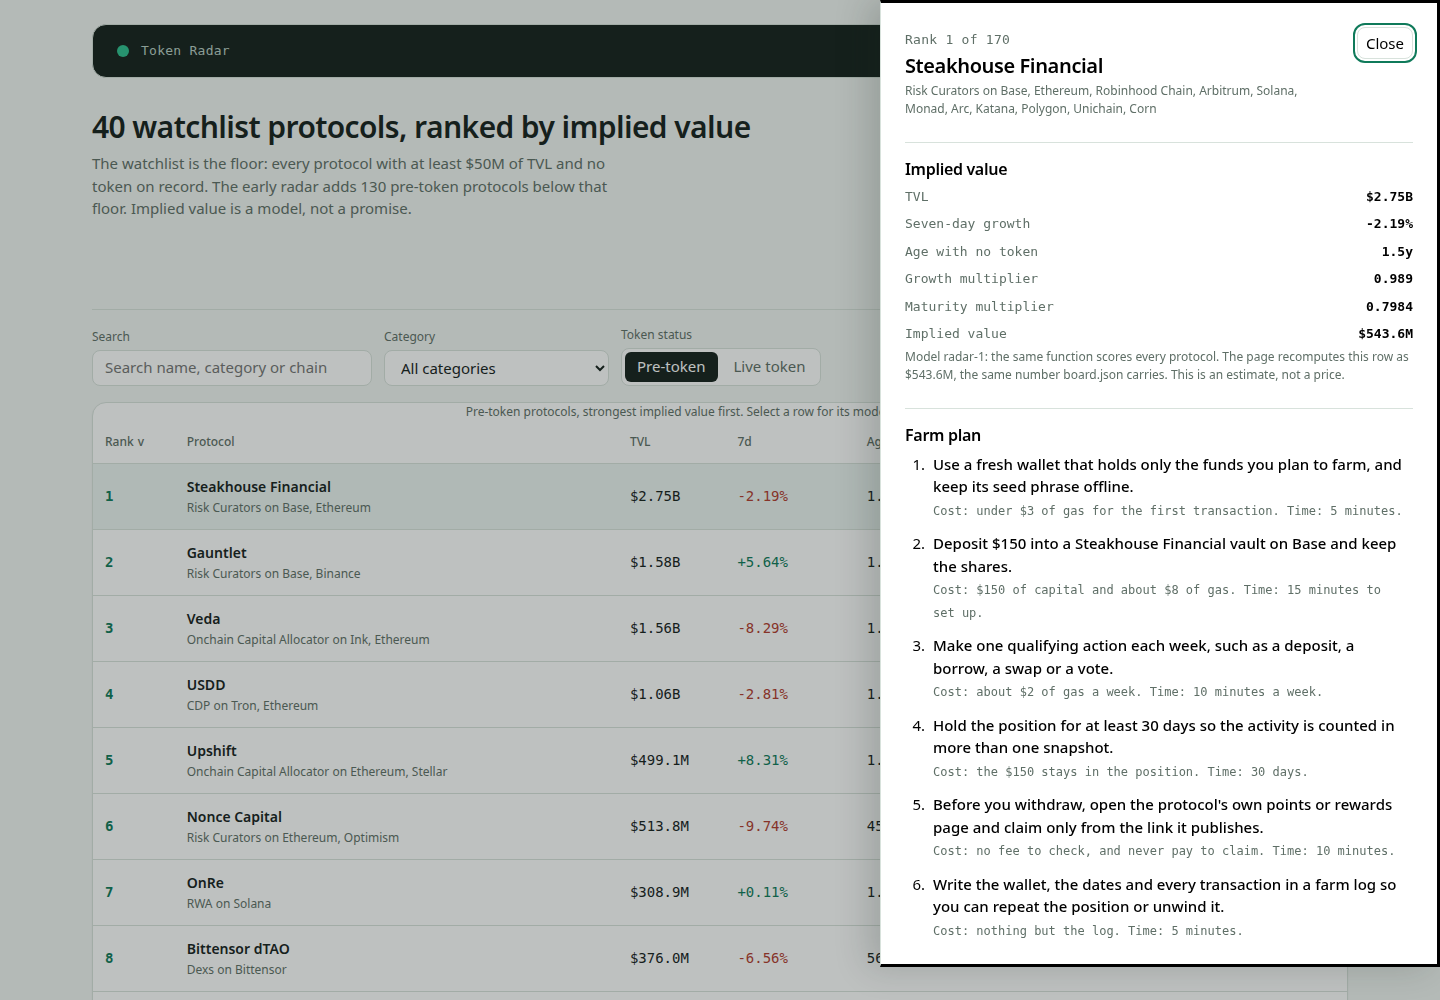 Token Radar
40 watchlist protocols, ranked by implied value
The watchlist is the floor: every protocol with at least $50M of TVL and no
token on record. The early radar adds 130 pre-token protocols below that
floor. Implied value is a model, not a promise.
Search
Category
Token status
Search name, category or chain
All categories
Pre-token
Live token
Pre-token protocols, strongest implied value first. Select a row for its mod
Rank v
Protocol
TVL
7d
Ag
1
Steakhouse Financial
Risk Curators on Base, Ethereum
$2.75B
-2.19%
1.
2
Gauntlet
Risk Curators on Base, Binance
$1.58B
+5.64%
1.
3
Veda
Onchain Capital Allocator on Ink, Ethereum
$1.56B
-8.29%
1.
4
USDD
CDP on Tron, Ethereum
$1.06B
-2.81%
1.
5
Upshift
Onchain Capital Allocator on Ethereum, Stellar
$499.1M
+8.31%
1.
6
Nonce Capital
Risk Curators on Ethereum, Optimism
$513.8M
-9.74%
45
7
OnRe
RWA on Solana
$308.9M
+0.11%
1.
8
Bittensor dTAO
Dexs on Bittensor
$376.0M
-6.56%
56
Rank 1 of 170
Close
Steakhouse Financial
Risk Curators on Base, Ethereum, Robinhood Chain, Arbitrum, Solana,
Monad, Arc, Katana, Polygon, Unichain, Corn
Implied value
TVL $2.75B
Seven-day growth -2.19%
Age with no token 1.5y
Growth multiplier 0.989
Maturity multiplier 0.7984
Implied value $543.6M
Model radar-1: the same function scores every protocol. The page recomputes this row as
$543.6M, the same number board.json carries. This is an estimate, not a price.
Farm plan
1. Use a fresh wallet that holds only the funds you plan to farm, and
keep its seed phrase offline.
Cost: under $3 of gas for the first transaction. Time: 5 minutes.
2. Deposit $150 into a Steakhouse Financial vault on Base and keep
the shares.
Cost: $150 of capital and about $8 of gas. Time: 15 minutes to
set up.
3. Make one qualifying action each week, such as a deposit, a
borrow, a swap or a vote.
Cost: about $2 of gas a week. Time: 10 minutes a week.
4. Hold the position for at least 30 days so the activity is counted in
more than one snapshot.
Cost: the $150 stays in the position. Time: 30 days.
5. Before you withdraw, open the protocol's own points or rewards
page and claim only from the link it publishes.
Cost: no fee to check, and never pay to claim. Time: 10 minutes.
6. Write the wallet, the dates and every transaction in a farm log so
you can repeat the position or unwind it.
Cost: nothing but the log. Time: 5 minutes.